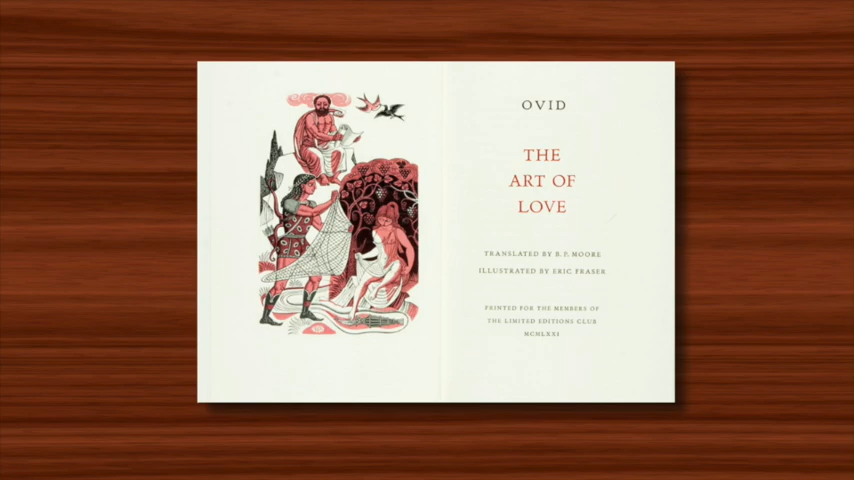 OVID
THE
ART OF
LOVE
TRANSLATED BY B. P. MOORE
ILLUSTRATED BY ERIC FRASER
PRINTED FOR THE MEMBERS OF
THE LIMITED EDITIONS CLUB
MCMLXXI